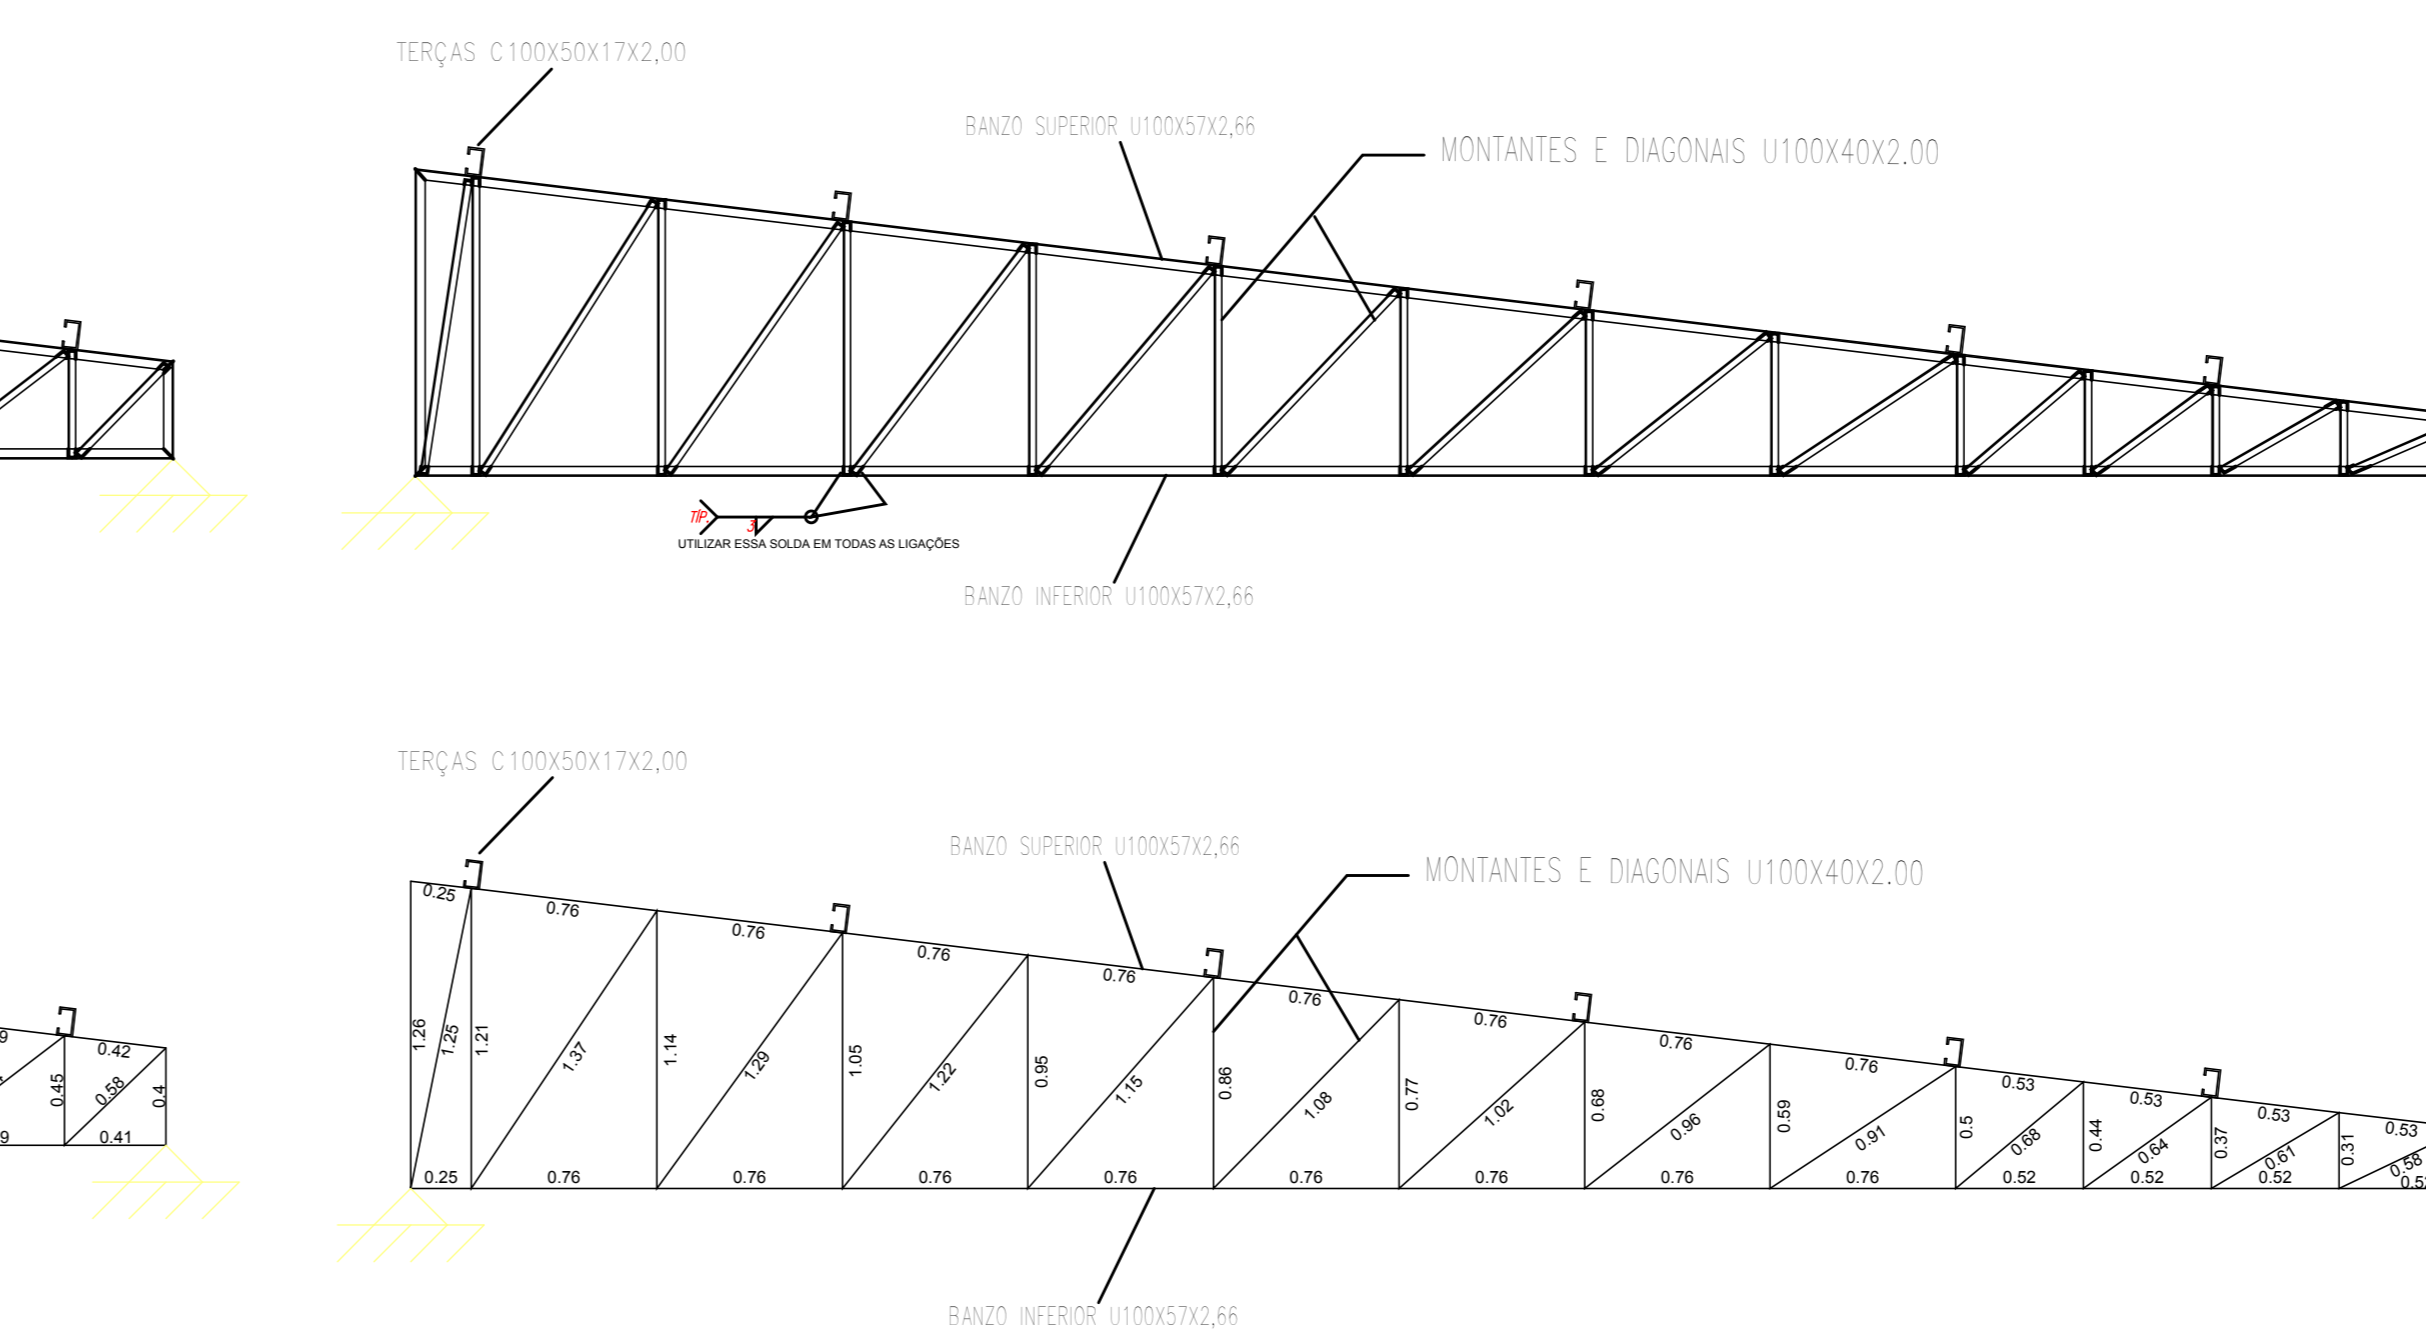 TERÇAS C100X50X17X2,00
BANZO SUPERIOR U100X57X2,66
MONTANTES E DIAGONAIS U100X40X2.00
TÍP.
3
UTILIZAR ESSA SOLDA EM TODAS AS LIGAÇÕES
BANZO INFERIOR U100X57X2,66
TERÇAS C100X50X17X2,00
BANZO SUPERIOR U100X57X2,66
MONTANTES E DIAGONAIS U100X40X2.00
0.25 0.76 0.76 0.76 0.76 0.76 0.76 0.76 0.76 0.53 0.53 0.53 0.53
9 0.42
0.45 0.58 0.4
1.26 1.25 1.21 1.37 1.14 1.29 1.05 1.22 0.95 1.15 0.86 1.08 0.77 1.02 0.68 0.96 0.59 0.91 0.5 0.68 0.44 0.64 0.37 0.61 0.31 0.58
9 0.41
0.25 0.76 0.76 0.76 0.76 0.76 0.76 0.76 0.76 0.52 0.52 0.52 0.5
BANZO INFERIOR U100X57X2,66